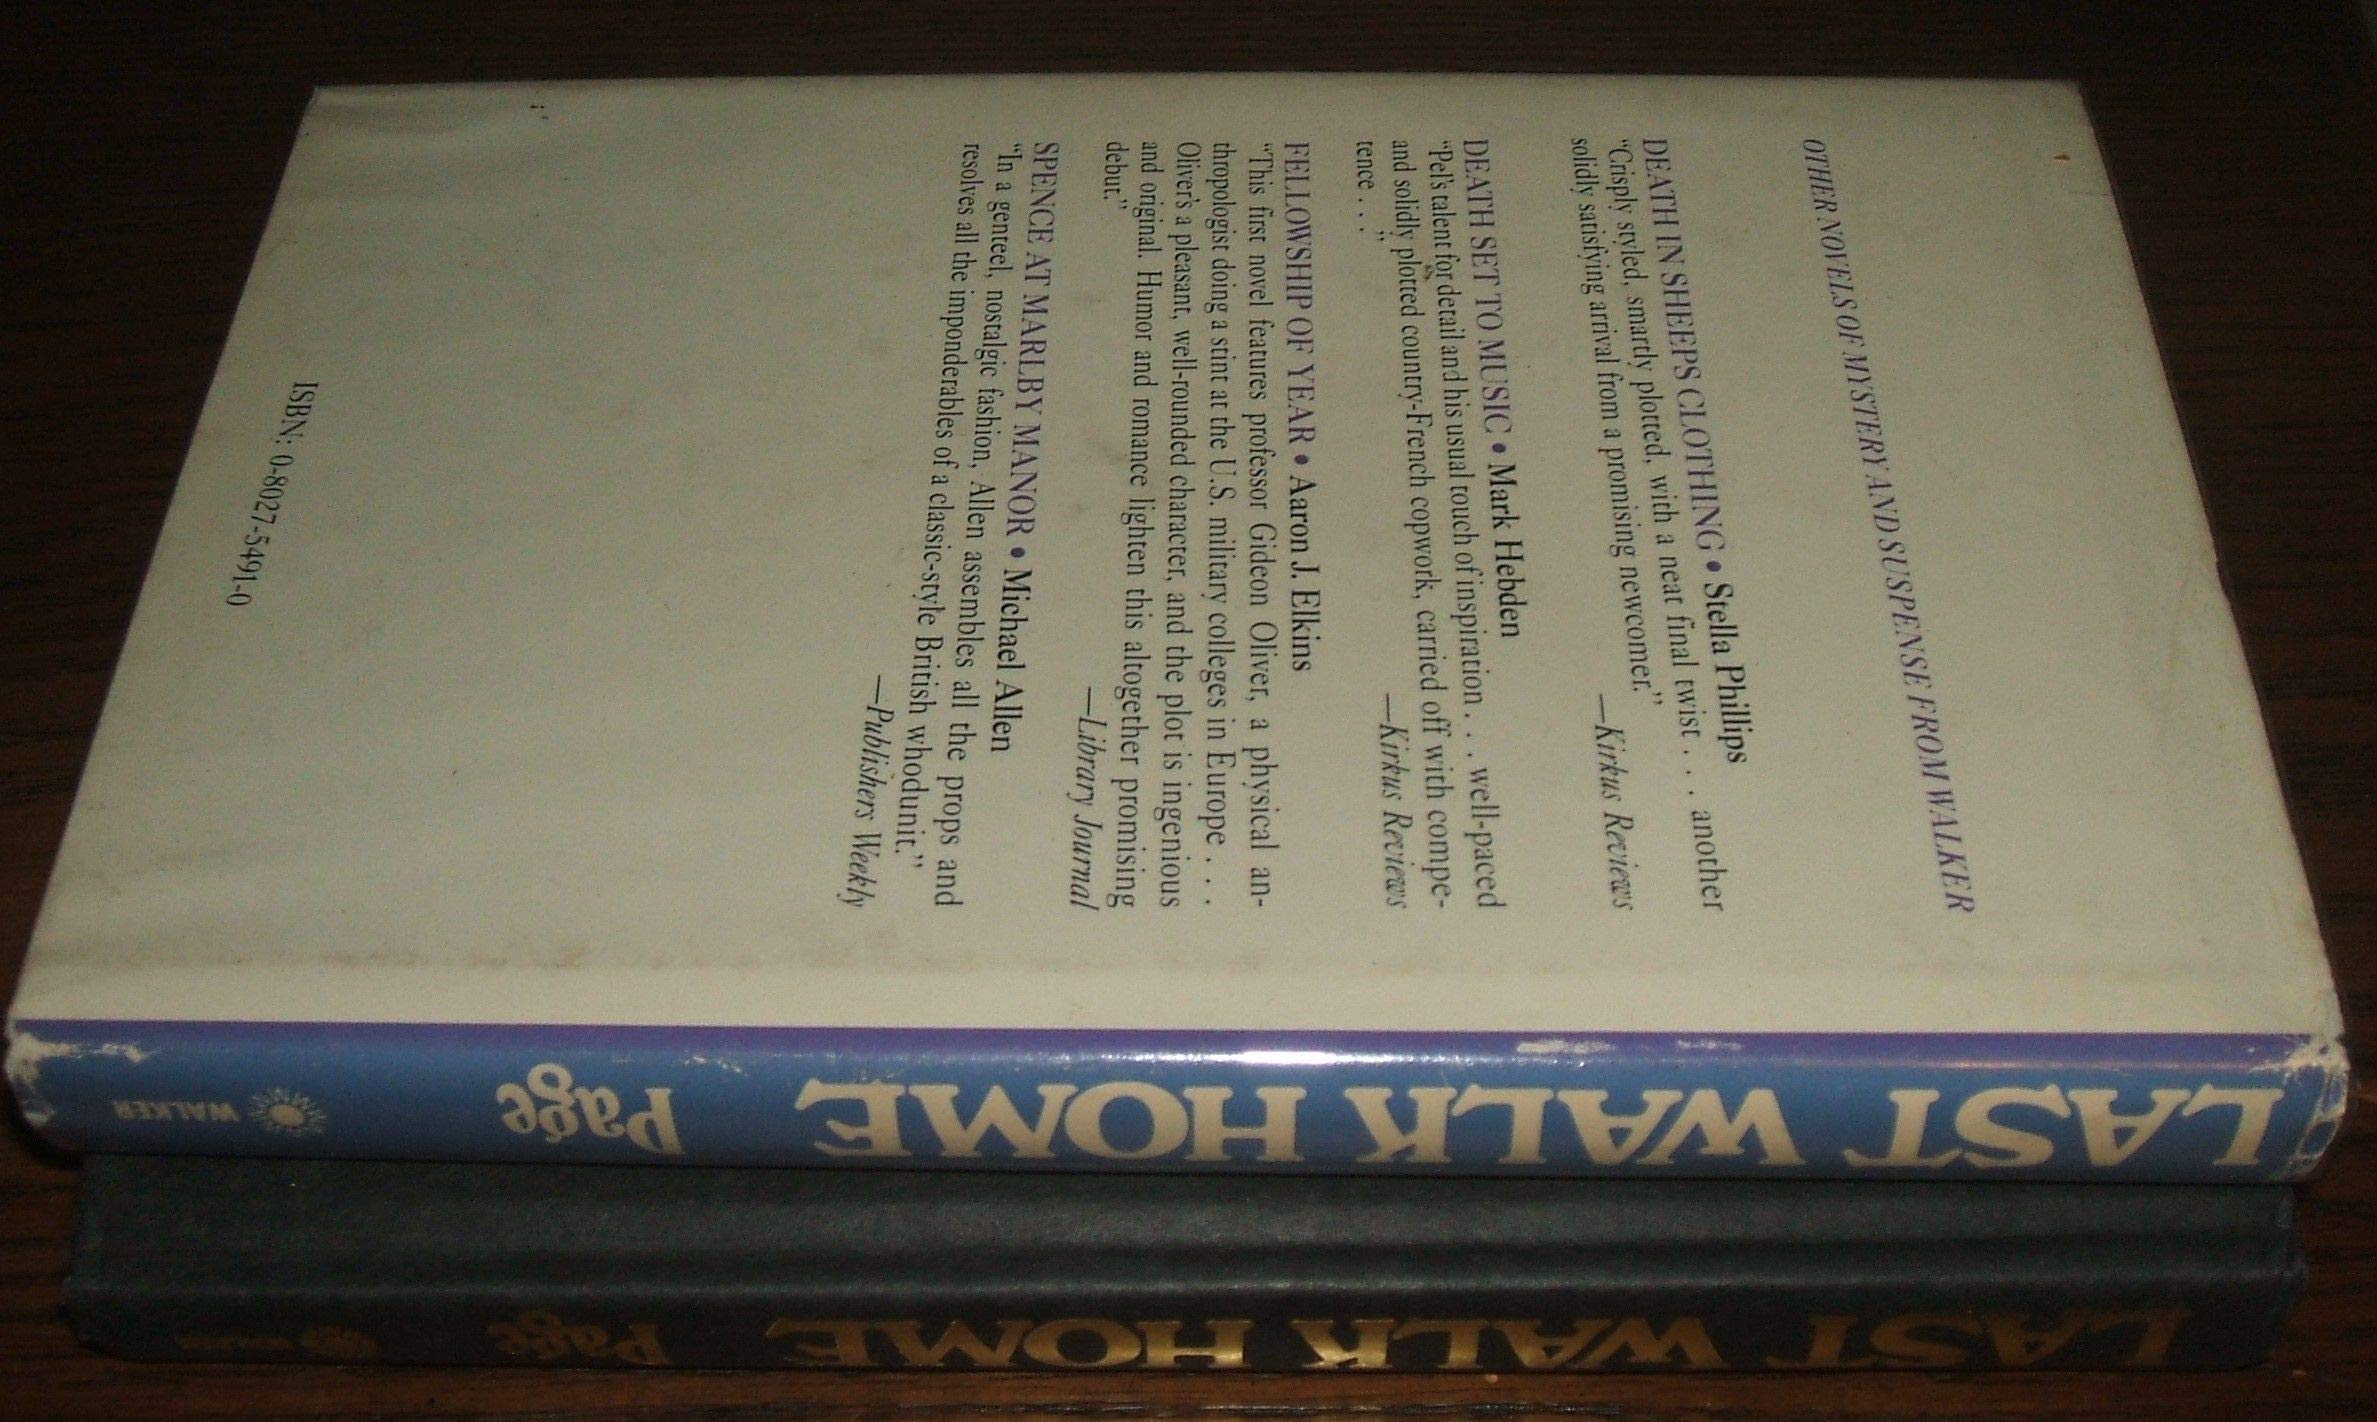 OTHER NOVELS OF MYSTERY AND SUSPENSE FROM WALKER
DEATH IN SHEEPS CLOTHING • Stella Phillips
"Crisply styled, smartly plotted, with a neat final twist . . . another
solidly satisfying arrival from a promising newcomer."
—Kirkus Reviews
DEATH SET TO MUSIC • Mark Hebden
"Pel's talent for detail and his usual touch of inspiration . . . well-paced
and solidly plotted country-French copwork, carried off with compe-
tence . . ."
—Kirkus Reviews
FELLOWSHIP OF YEAR • Aaron J. Elkins
"This first novel features professor Gideon Oliver, a physical an-
thropologist doing a stint at the U.S. military colleges in Europe . . .
Oliver's a pleasant, well-rounded character, and the plot is ingenious
and original. Humor and romance lighten this altogether promising
debut."
—Library Journal
SPENCE AT MARLBY MANOR • Michael Allen
"In a genteel, nostalgic fashion, Allen assembles all the props and
resolves all the imponderables of a classic-style British whodunit."
—Publishers Weekly
ISBN: 0-8027-5491-0
LAST WALK HOME Page WALKER
LAST WALK HOME Page